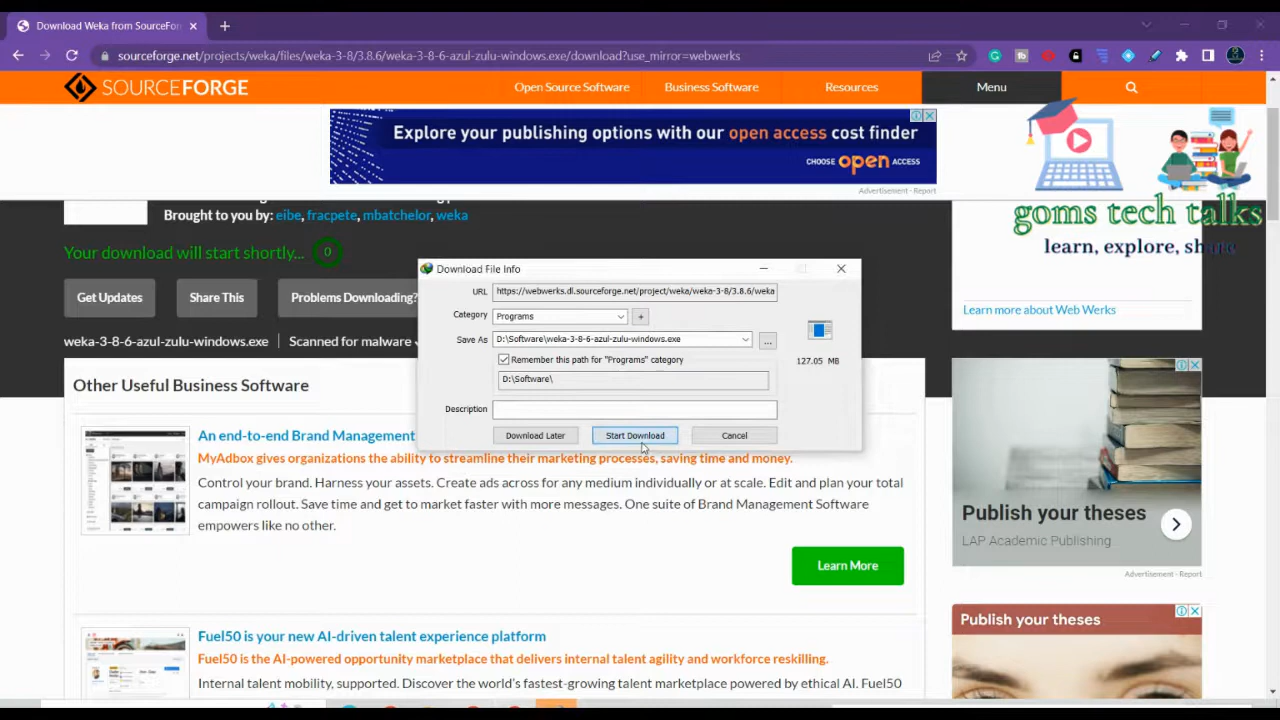 Download Weka from SourceFor
sourceforge.net/projects/weka/files/weka-3-8/3.8.6/weka-3-8-6-azul-zulu-windows.exe/download?use_mirror=webwerks
SOURCEFORGE
Open Source Software
Business Software
Resources
Menu
Explore your publishing options with our open access cost finder
CHOOSE open ACCESS
Advertisement - Report
goms tech talks
learn, explore, share
Brought to you by: eibe, fracpete, mbatchelor, weka
Your download will start shortly... 0
Get Updates
Share This
Problems Downloading?
weka-3-8-6-azul-zulu-windows.exe
Scanned for malware ✓
Download File Info
URL https://webwerks.dl.sourceforge.net/project/weka/weka-3-8/3.8.6/weka
Category Programs +
Save As D:\Software\weka-3-8-6-azul-zulu-windows.exe ...
Remember this path for "Programs" category
D:\Software\
127.05 MB
Description
Download Later
Start Download
Cancel
Learn more about Web Werks
Other Useful Business Software
An end-to-end Brand Management
MyAdbox gives organizations the ability to streamline their marketing processes, saving time and money.
Control your brand. Harness your assets. Create ads across for any medium individually or at scale. Edit and plan your total
campaign rollout. Save time and get to market faster with more messages. One suite of Brand Management Software
empowers like no other.
Learn More
Fuel50 is your new AI-driven talent experience platform
Fuel50 is the AI-powered opportunity marketplace that delivers internal talent agility and workforce reskilling.
Internal talent mobility, supported. Discover the world's fastest-growing talent marketplace powered by ethical AI. Fuel50
Publish your theses
LAP Academic Publishing
Advertisement - Report
Publish your theses